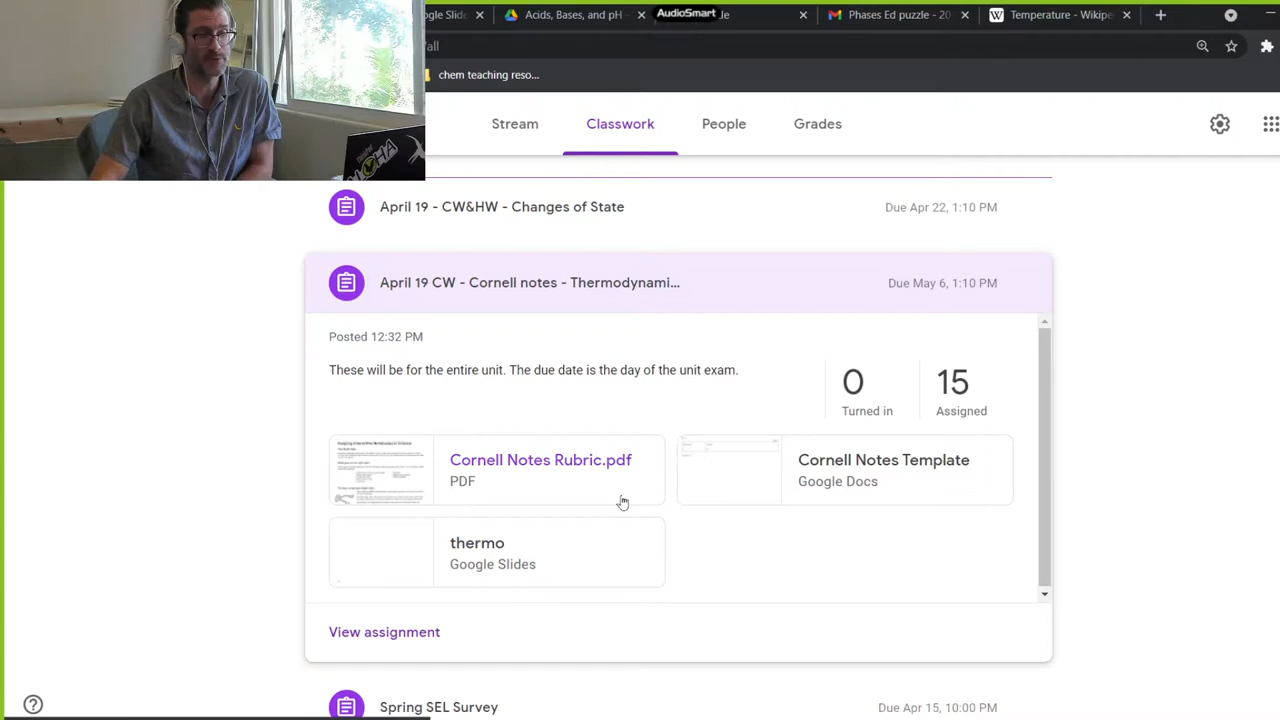 gle Slide
Acids, Bases, and pH -
AudioSmart
le
Phases Ed puzzle - 20
W
Temperature - Wikipe
/all
chem teaching reso...
Stream
Classwork
People
Grades
April 19 - CW&HW - Changes of State
Due Apr 22, 1:10 PM
April 19 CW - Cornell notes - Thermodynami...
Due May 6, 1:10 PM
Posted 12:32 PM
These will be for the entire unit. The due date is the day of the unit exam.
0
Turned in
15
Assigned
Cornell Notes Rubric.pdf
PDF
Cornell Notes Template
Google Docs
thermo
Google Slides
View assignment
Spring SEL Survey
Due Apr 15, 10:00 PM